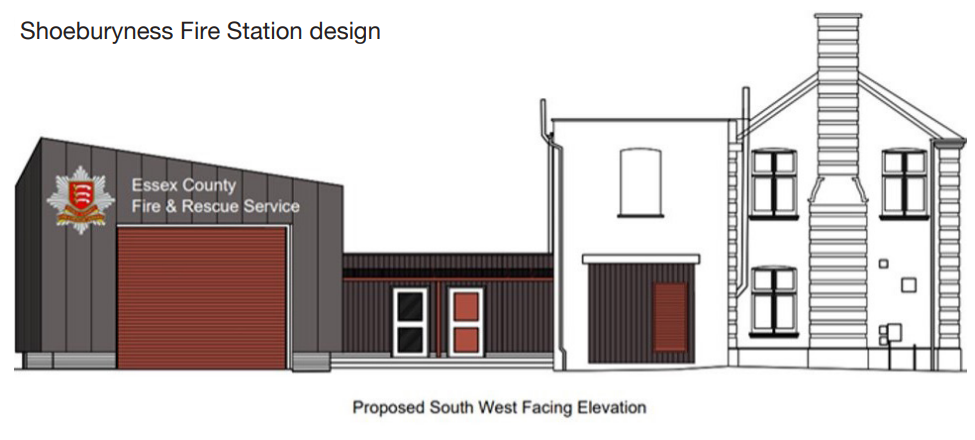 Shoeburyness Fire Station design
Essex County
Fire & Rescue Service
Proposed South West Facing Elevation